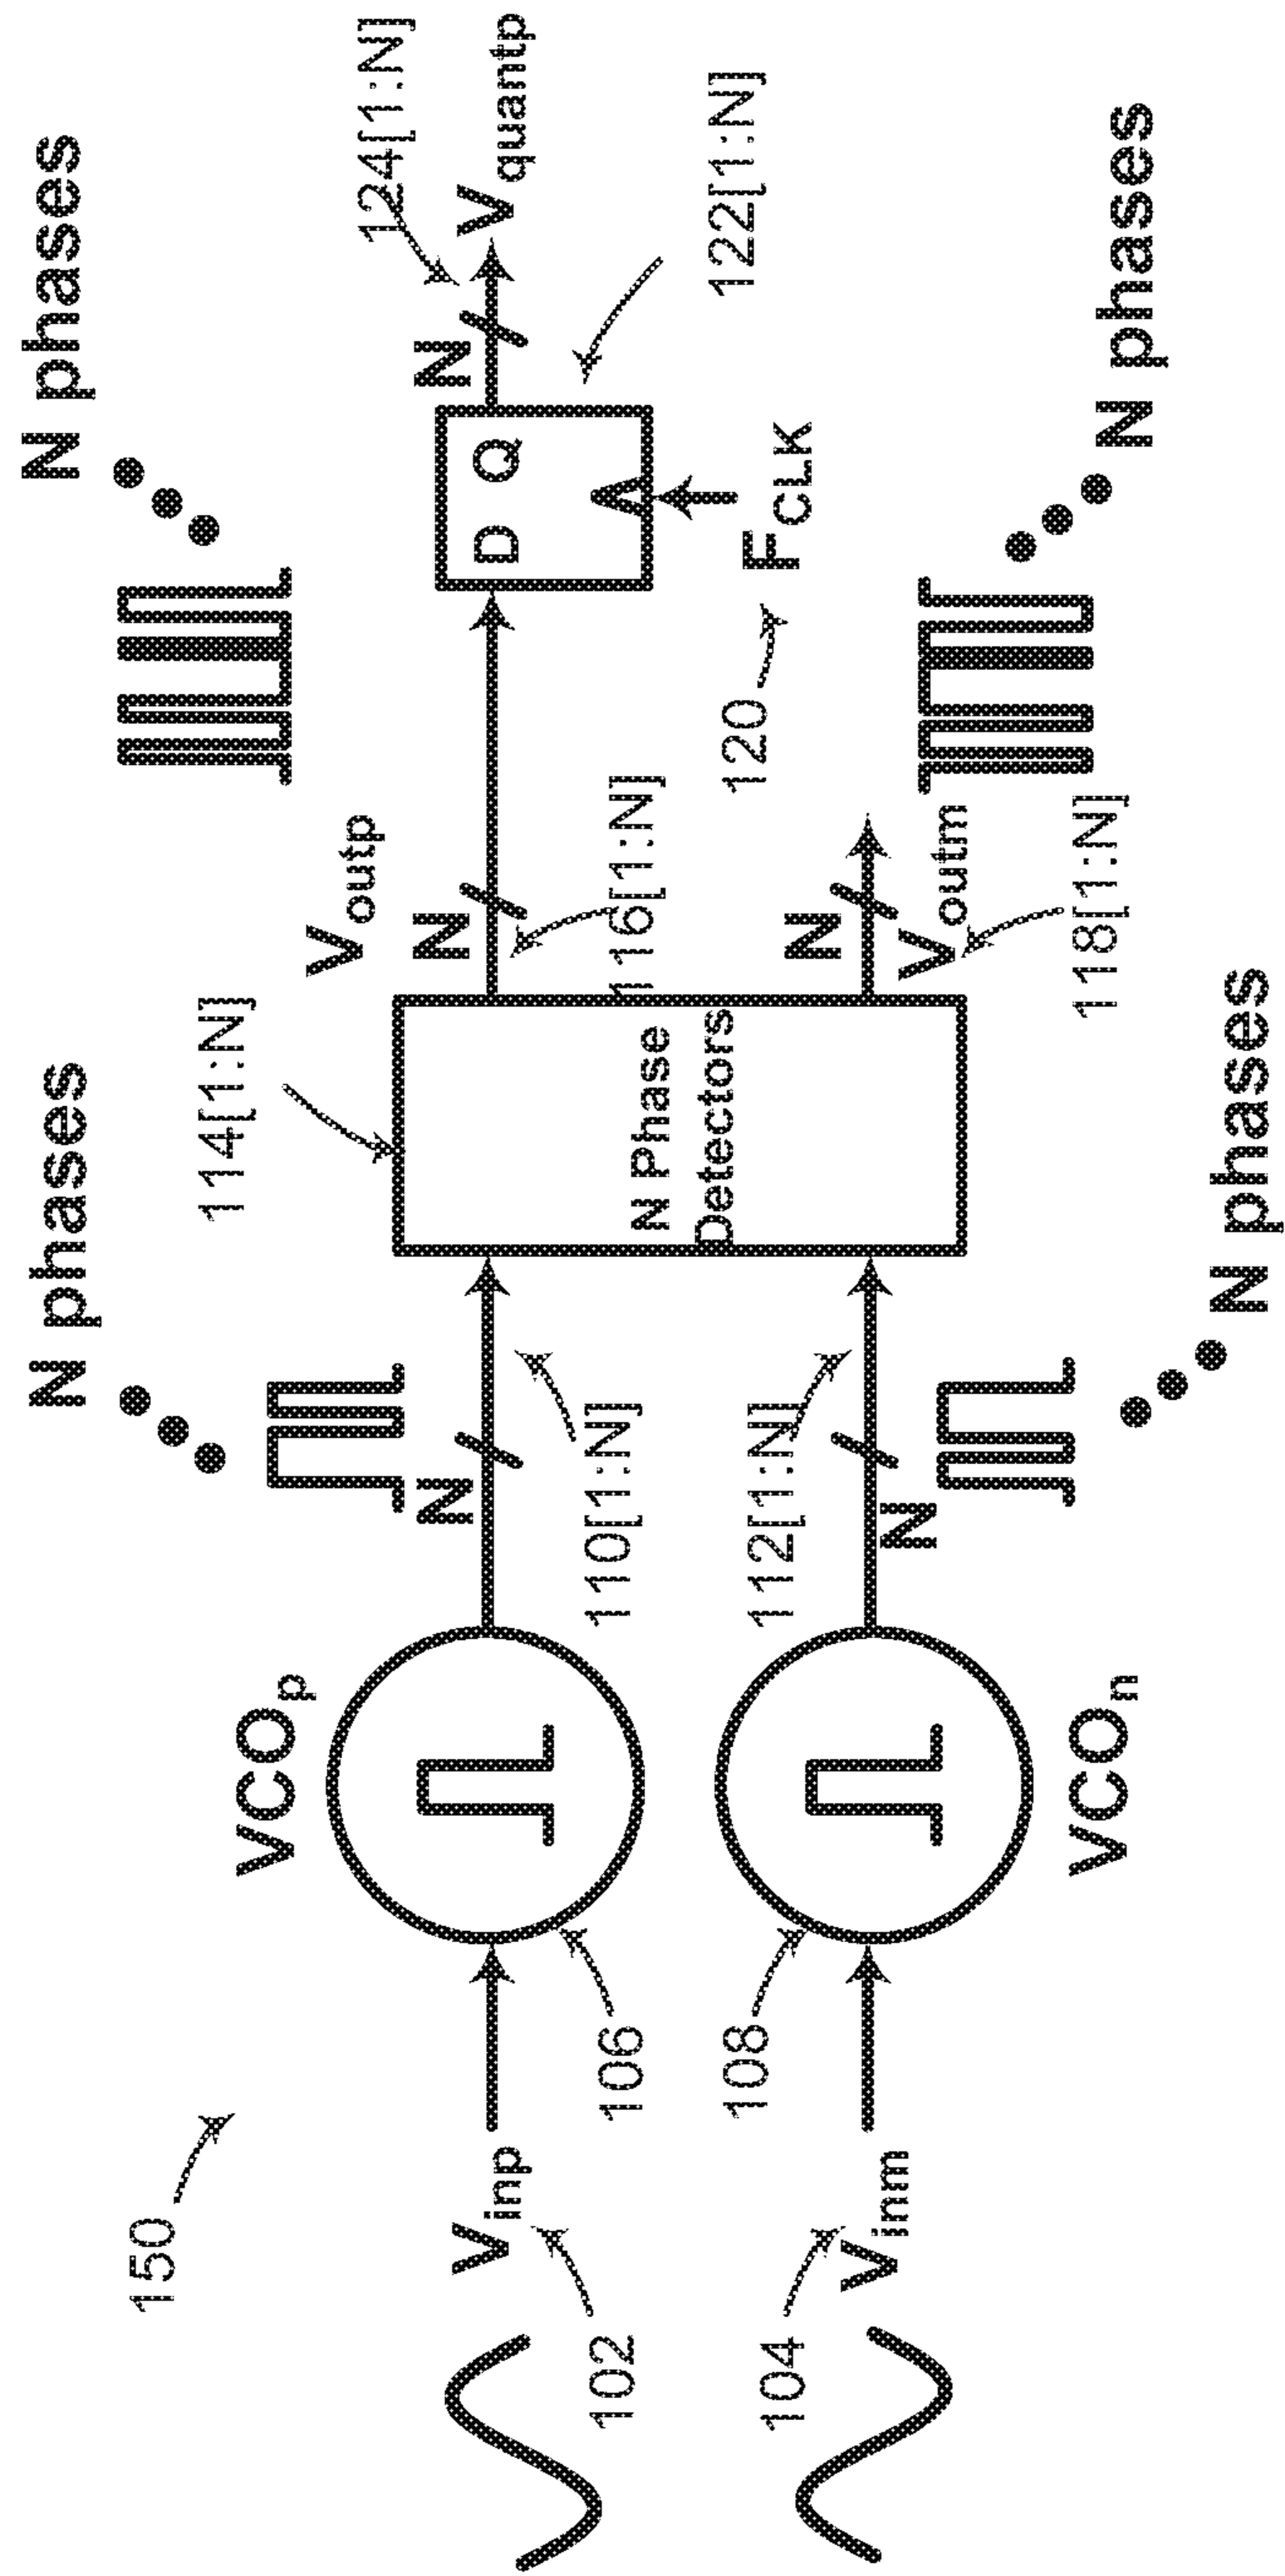 150
N phases
N phases
VCOp
114[1:N]
Voutp
124[1:N]
Vinp
N
N
N
Vquantp
D Q
102
106
110[1:N]
N Phase
Detectors
116[1:N]
122[1:N]
104
108
112[1:N]
120
FCLK
Vinm
N
N
Voutm
VCOn
118[1:N]
N phases
N phases